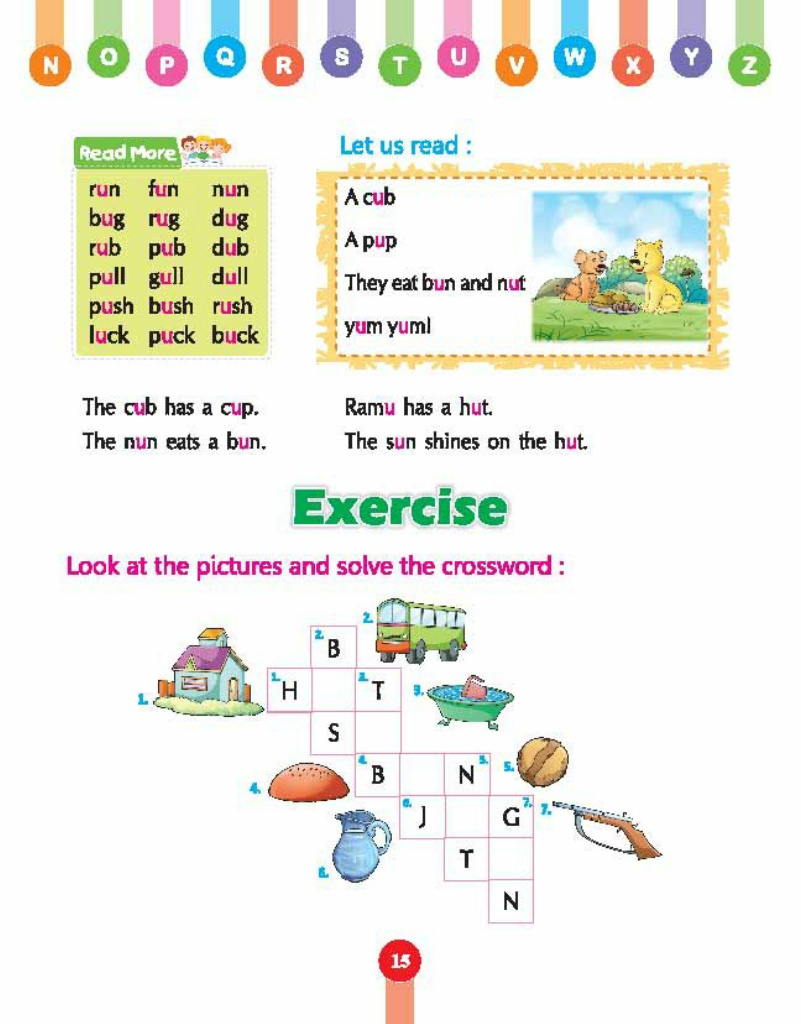 N O P Q R S T U V W X Y Z
Read More
run fun nun
bug rug dug
rub pub dub
pull gull dull
push bush rush
luck puck buck
Let us read :
A cub
A pup
They eat bun and nut
yum yum!
The cub has a cup.
The nun eats a bun.
Ramu has a hut.
The sun shines on the hut.
Exercise
Look at the pictures and solve the crossword :
2.
2. B
1.
1. H 3. T
3.
S
4.
4. B N 5.
5.
6. J G 7.
7.
6.
T
N
15